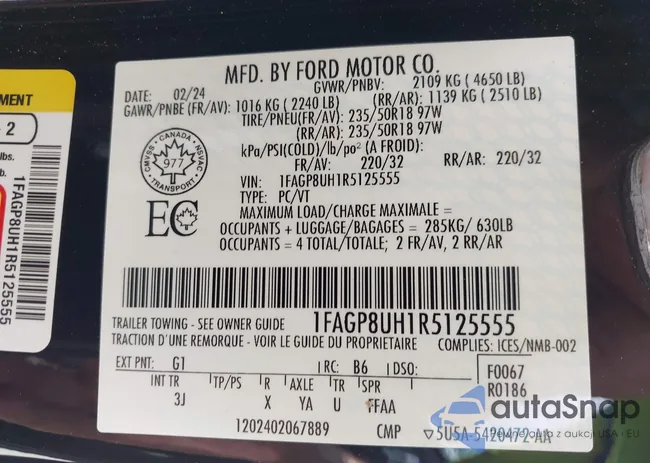 MENT
- 2
lbs.
b.
1FAGP8UH1R5125555
MFD. BY FORD MOTOR CO.
DATE: 02/24 GVWR/PNBV: 2109 KG ( 4650 LB)
GAWR/PNBE (FR/AV): 1016 KG ( 2240 LB) (RR/AR): 1139 KG ( 2510 LB)
TIRE/PNEU(FR/AV): 235/50R18 97W
(RR/AR): 235/50R18 97W
kPa/PSI(COLD)/lb/po² (A FROID):
FR/AV: 220/32 RR/AR: 220/32
VIN: 1FAGP8UH1R5125555
TYPE: PC/VT
MAXIMUM LOAD/CHARGE MAXIMALE =
OCCUPANTS + LUGGAGE/BAGAGES = 285KG/ 630LB
OCCUPANTS = 4 TOTAL/TOTALE; 2 FR/AV, 2 RR/AR
CANADA
NSVAC
977
SMVAC
TRANSPORTS
EC
1FAGP8UH1R5125555
TRAILER TOWING - SEE OWNER GUIDE
TRACTION D'UNE REMORQUE - VOIR LE GUIDE DU PROPRIETAIRE COMPLIES: ICES/NMB-002
EXT PNT: G1 RC: B6 DSO: F0067
R0186
INT TR TP/PS R AXLE TR SPR
3J X YA U FFAA
1202402067889 CMP ▽5U5A-5420472-AA
autoSnap